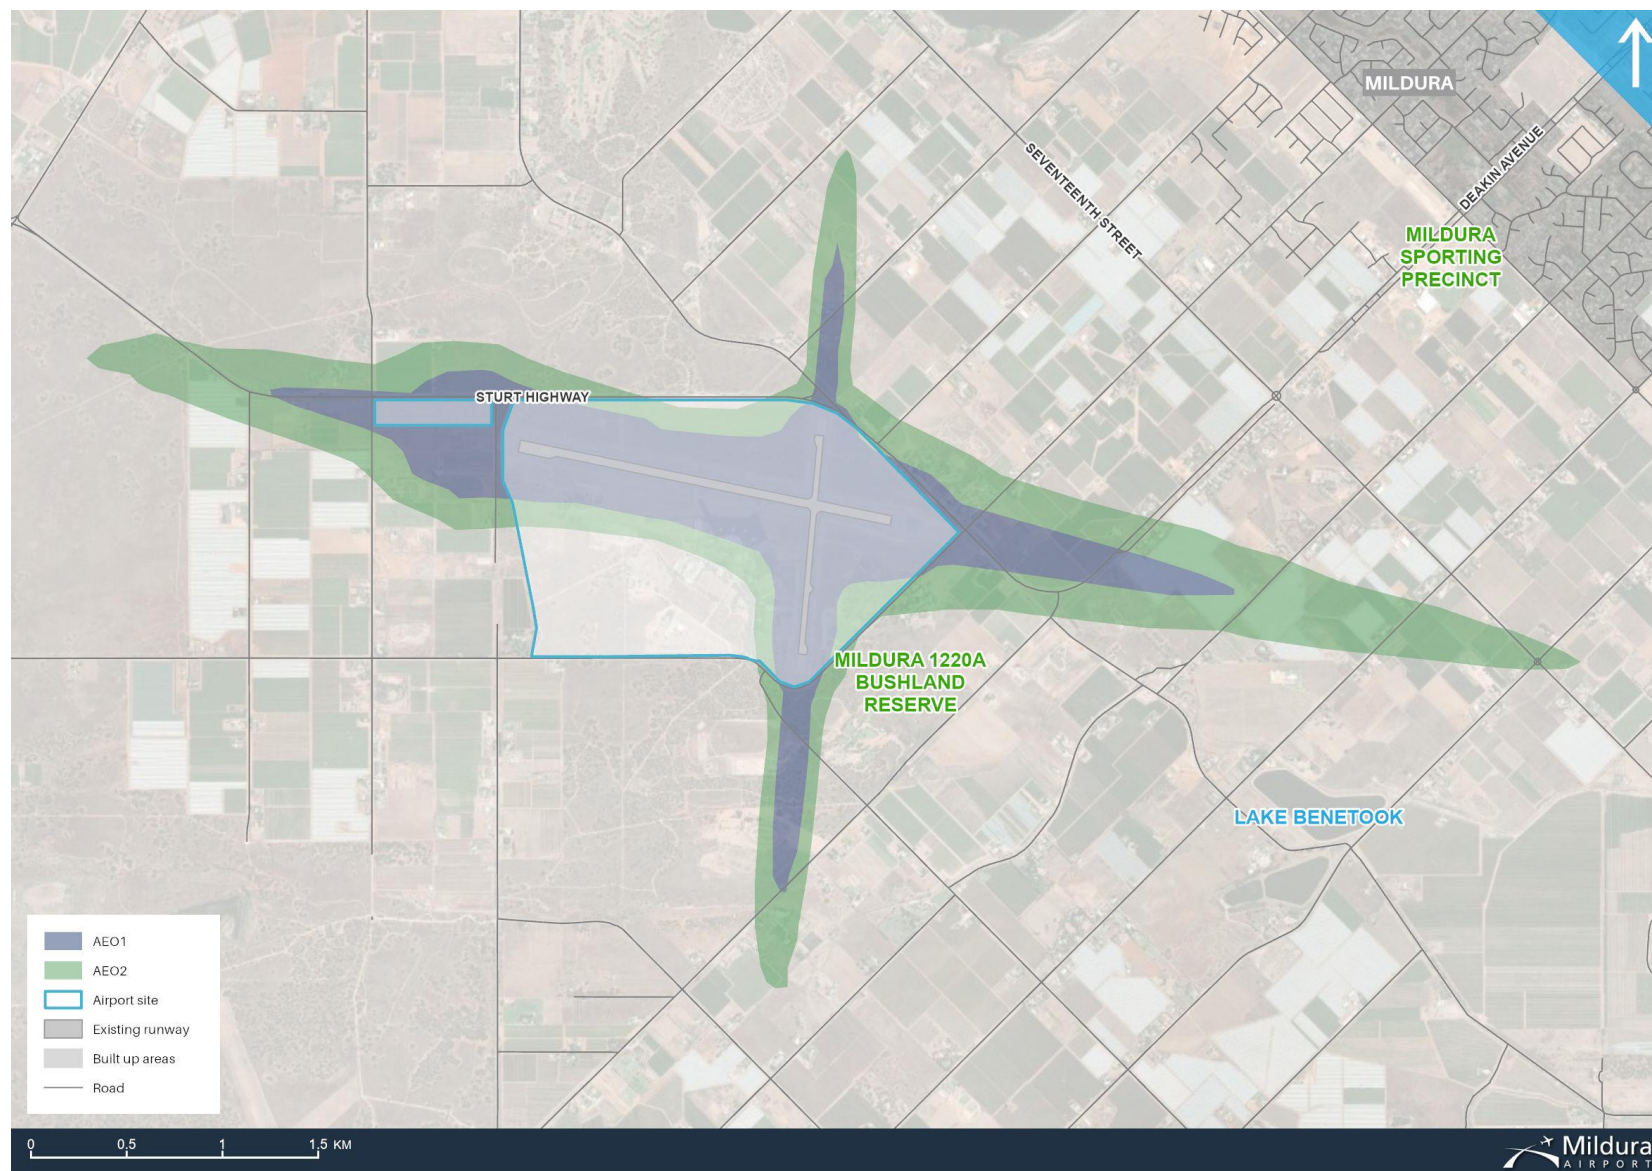 MILDURA
SEVENTEENTH STREET
DEAKIN AVENUE
MILDURA
SPORTING
PRECINCT
STURT HIGHWAY
MILDURA 1220A
BUSHLAND
RESERVE
LAKE BENETOOK
AEO1
AEO2
Airport site
Existing runway
Built up areas
Road
0 0.5 1 1.5 KM
Mildura
AIRPORT